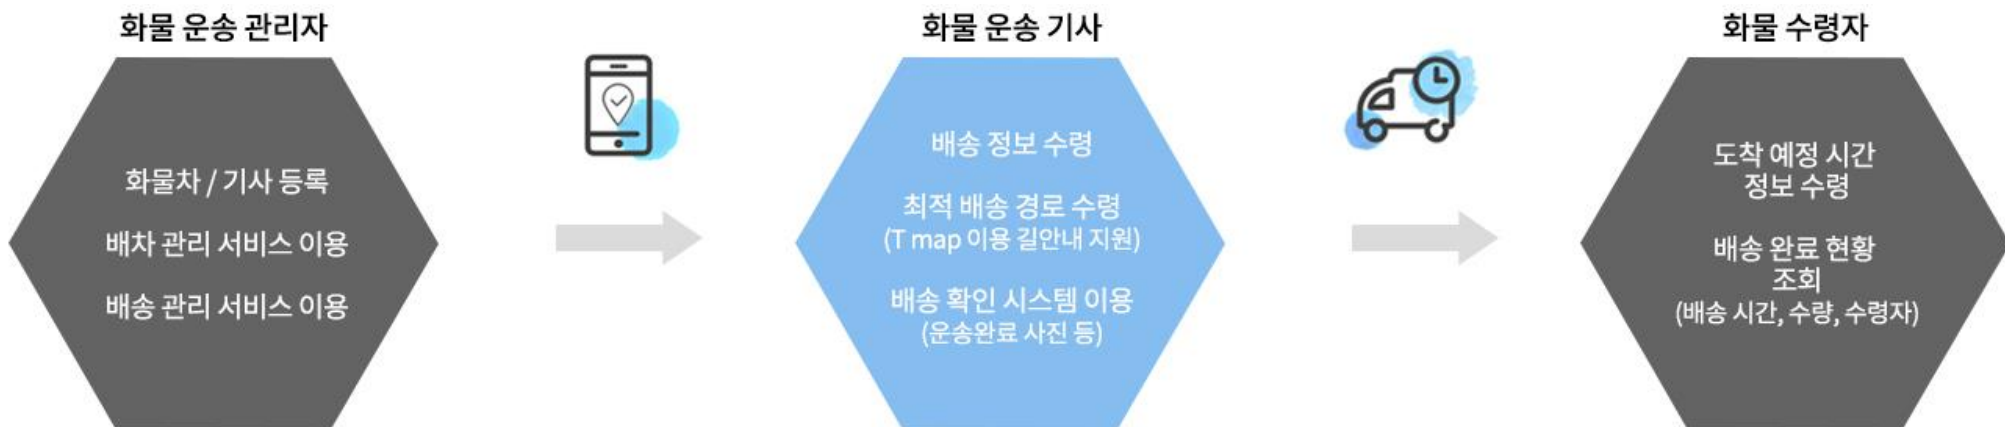 화물 운송 관리자
화물차 / 기사 등록
배차 관리 서비스 이용
배송 관리 서비스 이용
화물 운송 기사
배송 정보 수령
최적 배송 경로 수령
(T map 이용 길안내 지원)
배송 확인 시스템 이용
(운송완료 사진 등)
화물 수령자
도착 예정 시간
정보 수령
배송 완료 현황
조회
(배송 시간, 수량, 수령자)